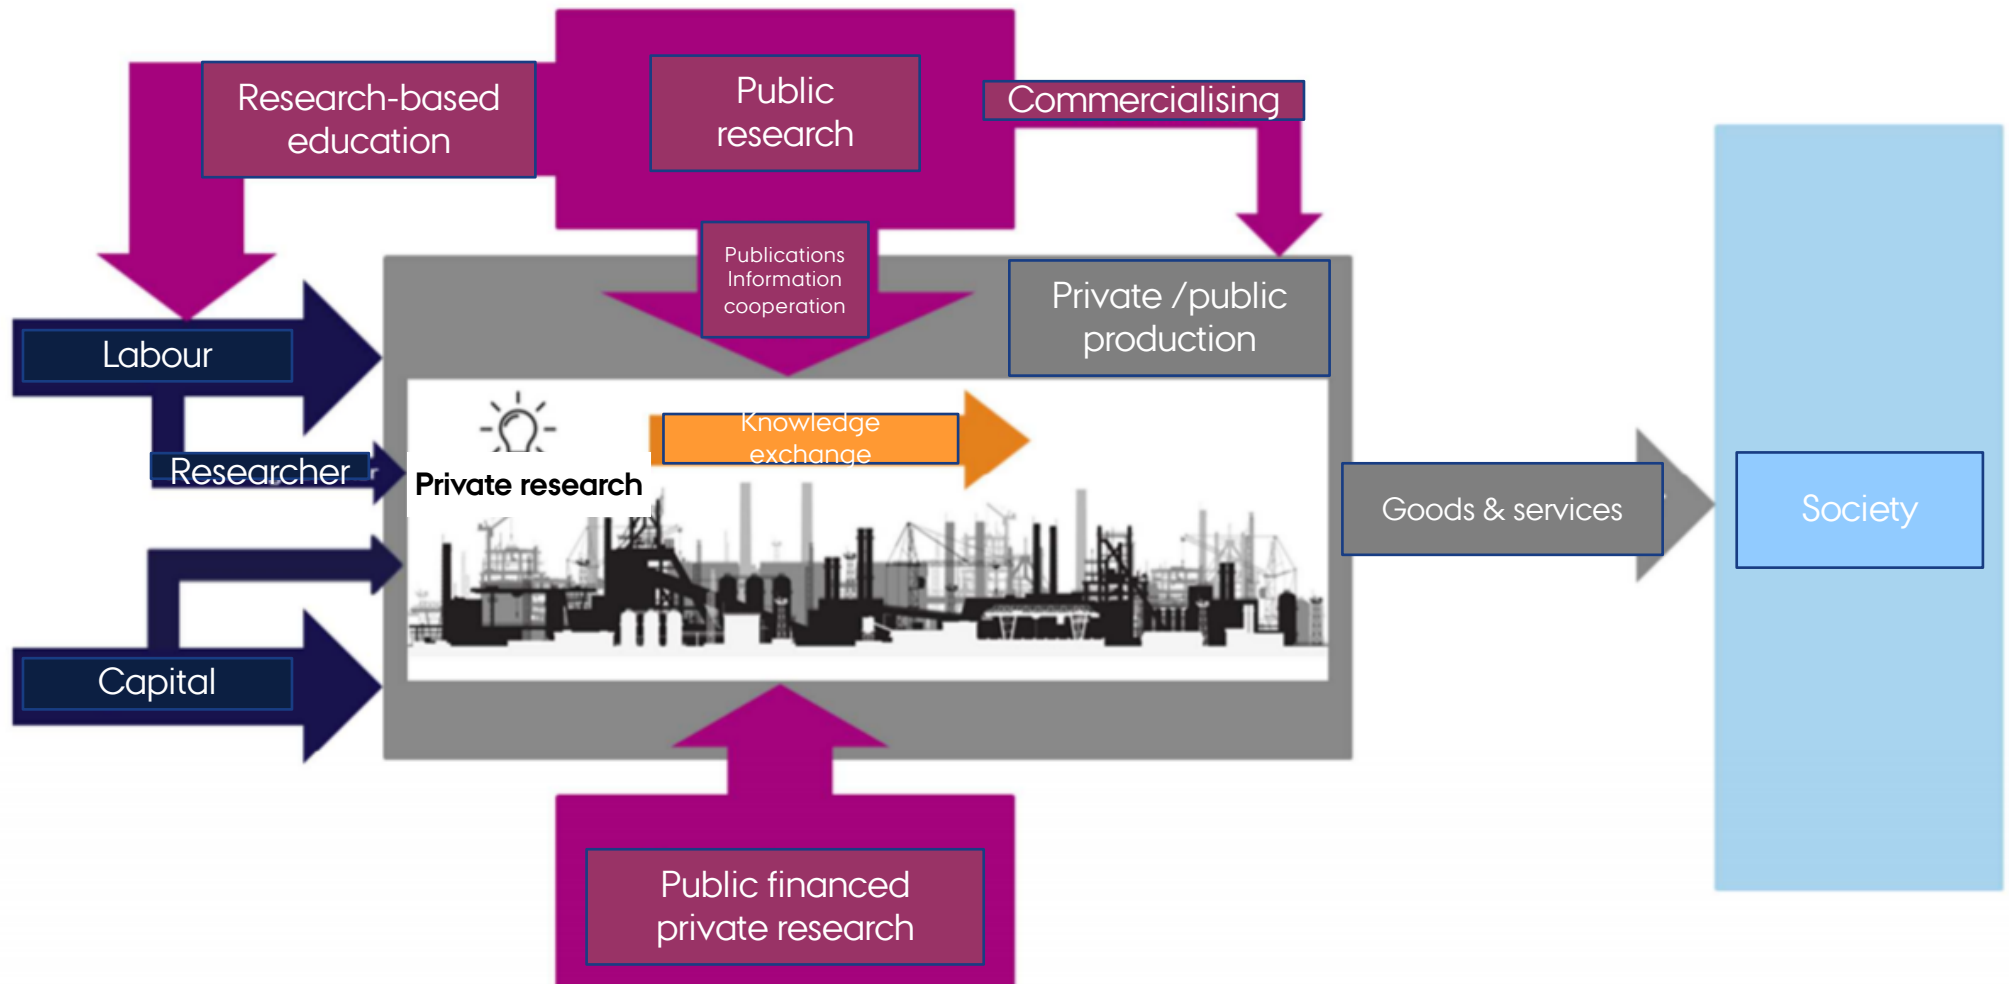 Research-based
education
Public
research
Commercialising
Publications
Information
cooperation
Private /public
production
Labour
Researcher
Knowledge
exchange
Private research
Goods & services
Society
Capital
Public financed
private research